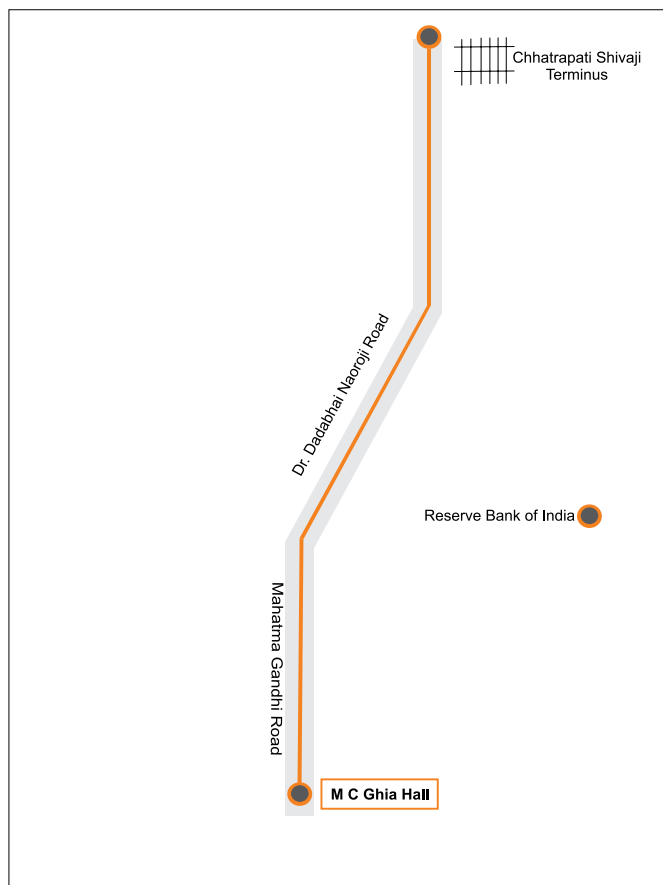 Chhatrapati Shivaji
Terminus
Dr. Dadabhai Naoroji Road
Reserve Bank of India
Mahatma Gandhi Road
M C Ghia Hall